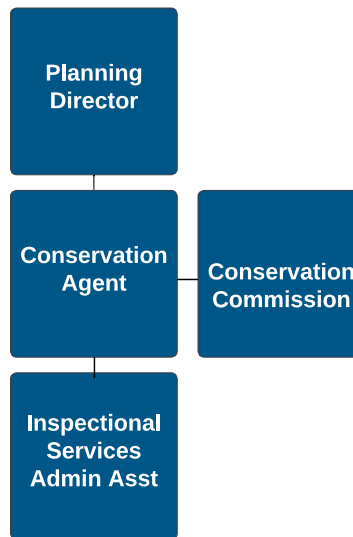 Planning
Director
Conservation
Agent
Conservation
Commission
Inspectional
Services
Admin Asst